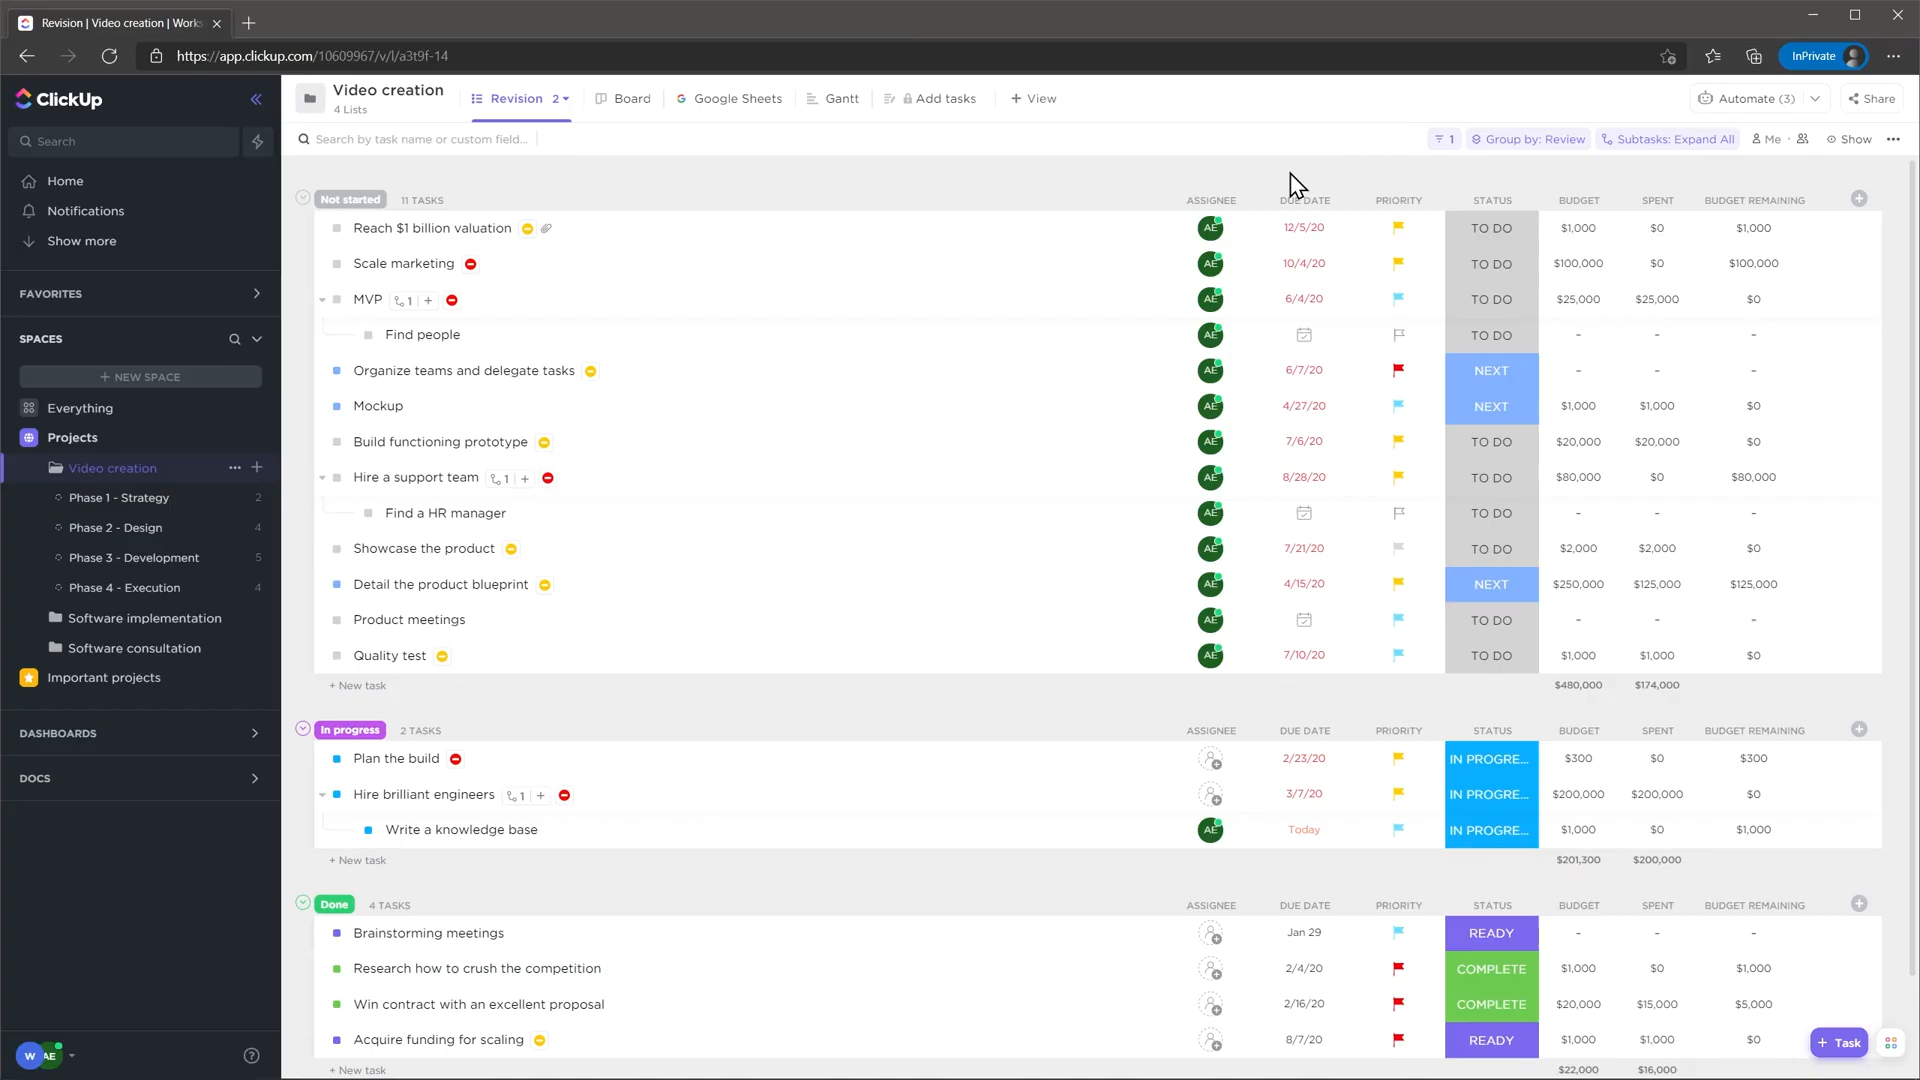 Revision | Video creation | Works
https://app.clickup.com/10609967/v/l/a3t9f-14
InPrivate
ClickUp
Search
Home
Notifications
Show more
FAVORITES
SPACES
+ NEW SPACE
Everything
Projects
Video creation
Phase 1 - Strategy 2
Phase 2 - Design 4
Phase 3 - Development 5
Phase 4 - Execution 4
Software implementation
Software consultation
Important projects
DASHBOARDS
DOCS
W AE
Video creation
4 Lists
Revision 2 Board Google Sheets Gantt Add tasks + View
Automate (3) Share
Search by task name or custom field...
1 Group by: Review Subtasks: Expand All Me Show
Not started 11 TASKS ASSIGNEE DUE DATE PRIORITY STATUS BUDGET SPENT BUDGET REMAINING
Reach $1 billion valuation AE 12/5/20 TO DO $1,000 $0 $1,000
Scale marketing AE 10/4/20 TO DO $100,000 $0 $100,000
MVP 1 + AE 6/4/20 TO DO $25,000 $25,000 $0
Find people AE TO DO - - -
Organize teams and delegate tasks AE 6/7/20 NEXT - - -
Mockup AE 4/27/20 NEXT $1,000 $1,000 $0
Build functioning prototype AE 7/6/20 TO DO $20,000 $20,000 $0
Hire a support team 1 + AE 8/28/20 TO DO $80,000 $0 $80,000
Find a HR manager AE TO DO - - -
Showcase the product AE 7/21/20 TO DO $2,000 $2,000 $0
Detail the product blueprint AE 4/15/20 NEXT $250,000 $125,000 $125,000
Product meetings AE TO DO - - -
Quality test AE 7/10/20 TO DO $1,000 $1,000 $0
+ New task $480,000 $174,000
In progress 2 TASKS ASSIGNEE DUE DATE PRIORITY STATUS BUDGET SPENT BUDGET REMAINING
Plan the build 2/23/20 IN PROGRE... $300 $0 $300
Hire brilliant engineers 1 + 3/7/20 IN PROGRE... $200,000 $200,000 $0
Write a knowledge base AE Today IN PROGRE... $1,000 $0 $1,000
+ New task $201,300 $200,000
Done 4 TASKS ASSIGNEE DUE DATE PRIORITY STATUS BUDGET SPENT BUDGET REMAINING
Brainstorming meetings Jan 29 READY - - -
Research how to crush the competition 2/4/20 COMPLETE $1,000 $0 $1,000
Win contract with an excellent proposal 2/16/20 COMPLETE $20,000 $15,000 $5,000
Acquire funding for scaling 8/7/20 READY $1,000 $1,000 $0
+ New task $22,000 $16,000
+ Task